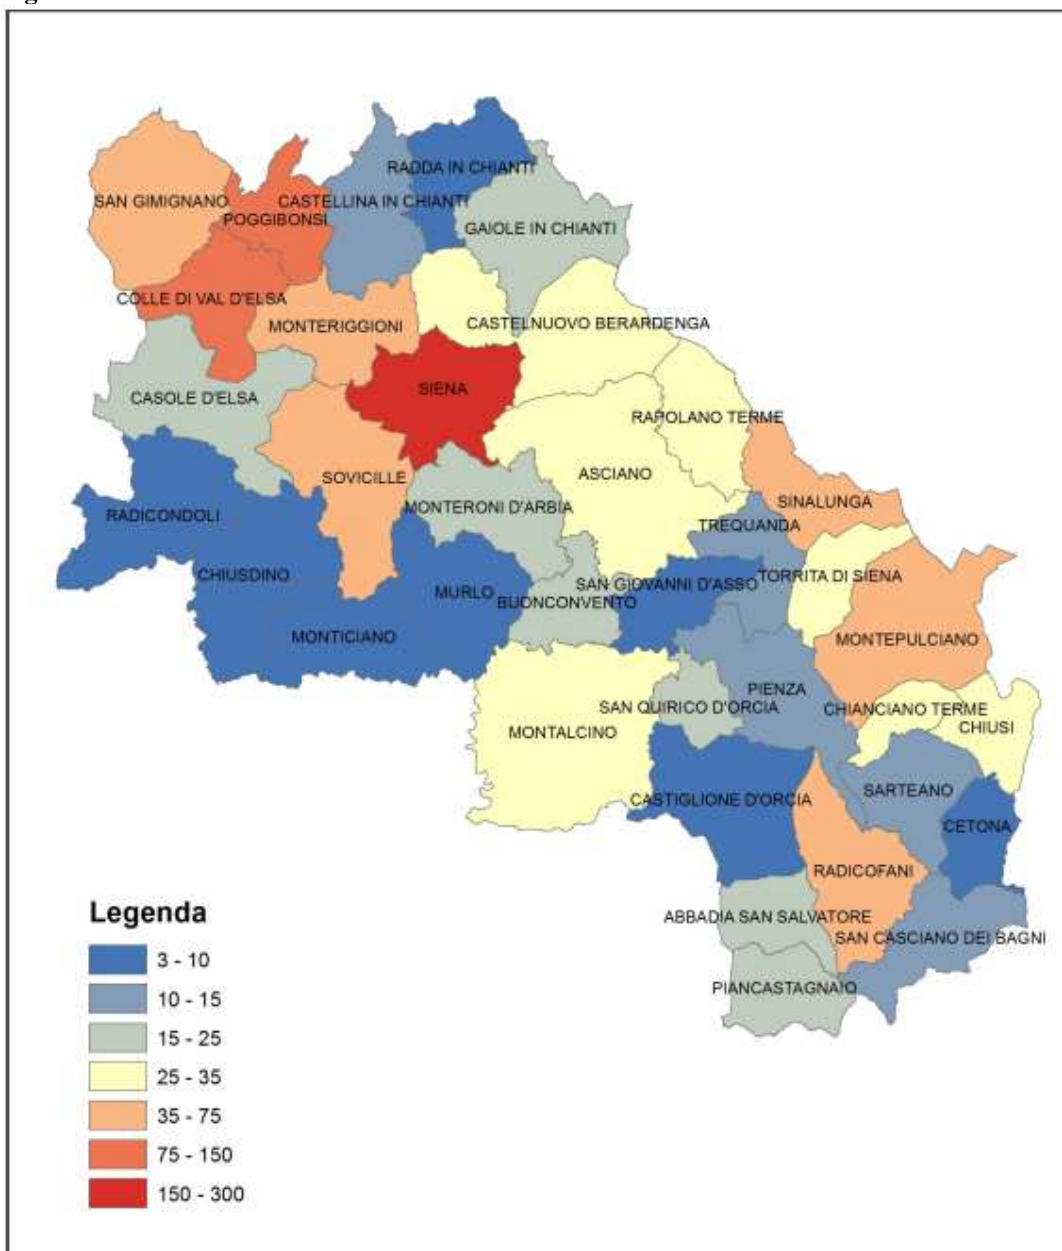 RADDA IN CHIANTI
SAN GIMIGNANO
CASTELLINA IN CHIANTI
POGGIBONSI
GAIOLE IN CHIANTI
COLLE DI VAL D'ELSA
MONTERIGGIONI
CASTELNUOVO BERARDENGA
SIENA
CASOLE D'ELSA
RAPOLANO TERME
SOVICILLE
ASCIANO
SINALUNGA
MONTERONI D'ARBIA
RADICONDOLI
TREQUANDA
CHIUSDINO
TORRITA DI SIENA
SAN GIOVANNI D'ASSO
MURLO
BUONCONVENTO
MONTICIANO
MONTEPULCIANO
PIENZA
SAN QUIRICO D'ORCIA
CHIANCIANO TERME
CHIUSI
MONTALCINO
SARTEANO
CASTIGLIONE D'ORCIA
CETONA
RADICOFANI
ABBADIA SAN SALVATORE
SAN CASCIANO DEI BAGNI
PIANCASTAGNAIO
Legenda
3 - 10
10 - 15
15 - 25
25 - 35
35 - 75
75 - 150
150 - 300